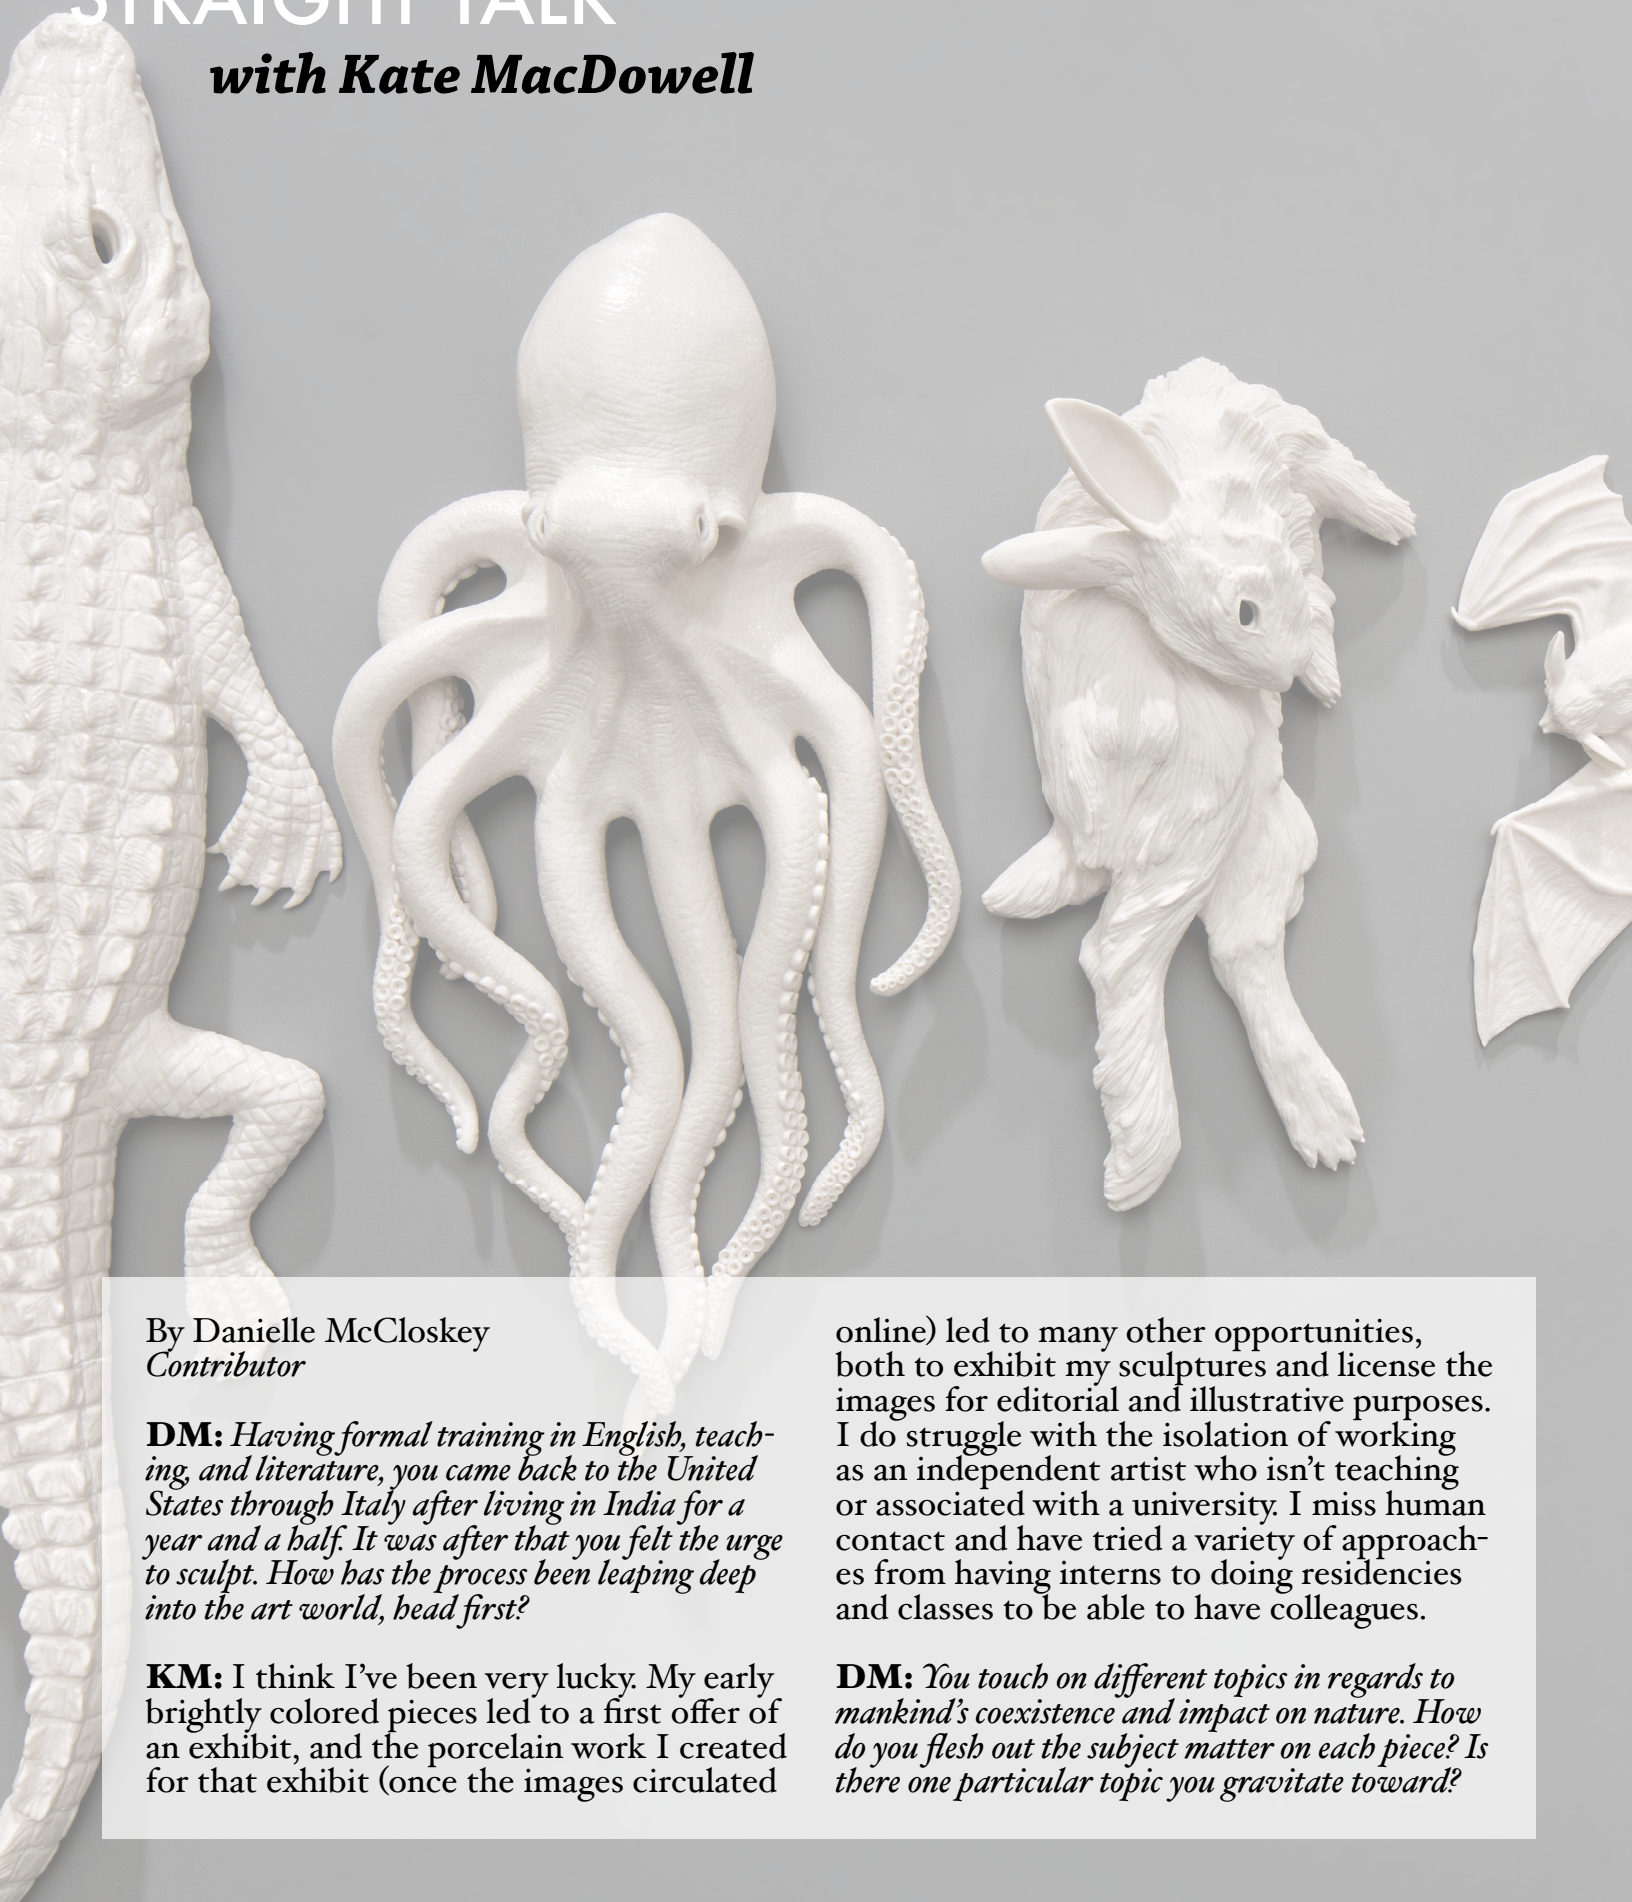 STRAIGHT TALK
with Kate MacDowell
By Danielle McCloskey
Contributor
DM: Having formal training in English, teach-
ing, and literature, you came back to the United
States through Italy after living in India for a
year and a half. It was after that you felt the urge
to sculpt. How has the process been leaping deep
into the art world, head first?
KM: I think I’ve been very lucky. My early
brightly colored pieces led to a first offer of
an exhibit, and the porcelain work I created
for that exhibit (once the images circulated
online) led to many other opportunities,
both to exhibit my sculptures and license the
images for editorial and illustrative purposes.
I do struggle with the isolation of working
as an independent artist who isn’t teaching
or associated with a university. I miss human
contact and have tried a variety of approach-
es from having interns to doing residencies
and classes to be able to have colleagues.
DM: You touch on different topics in regards to
mankind’s coexistence and impact on nature. How
do you flesh out the subject matter on each piece? Is
there one particular topic you gravitate toward?